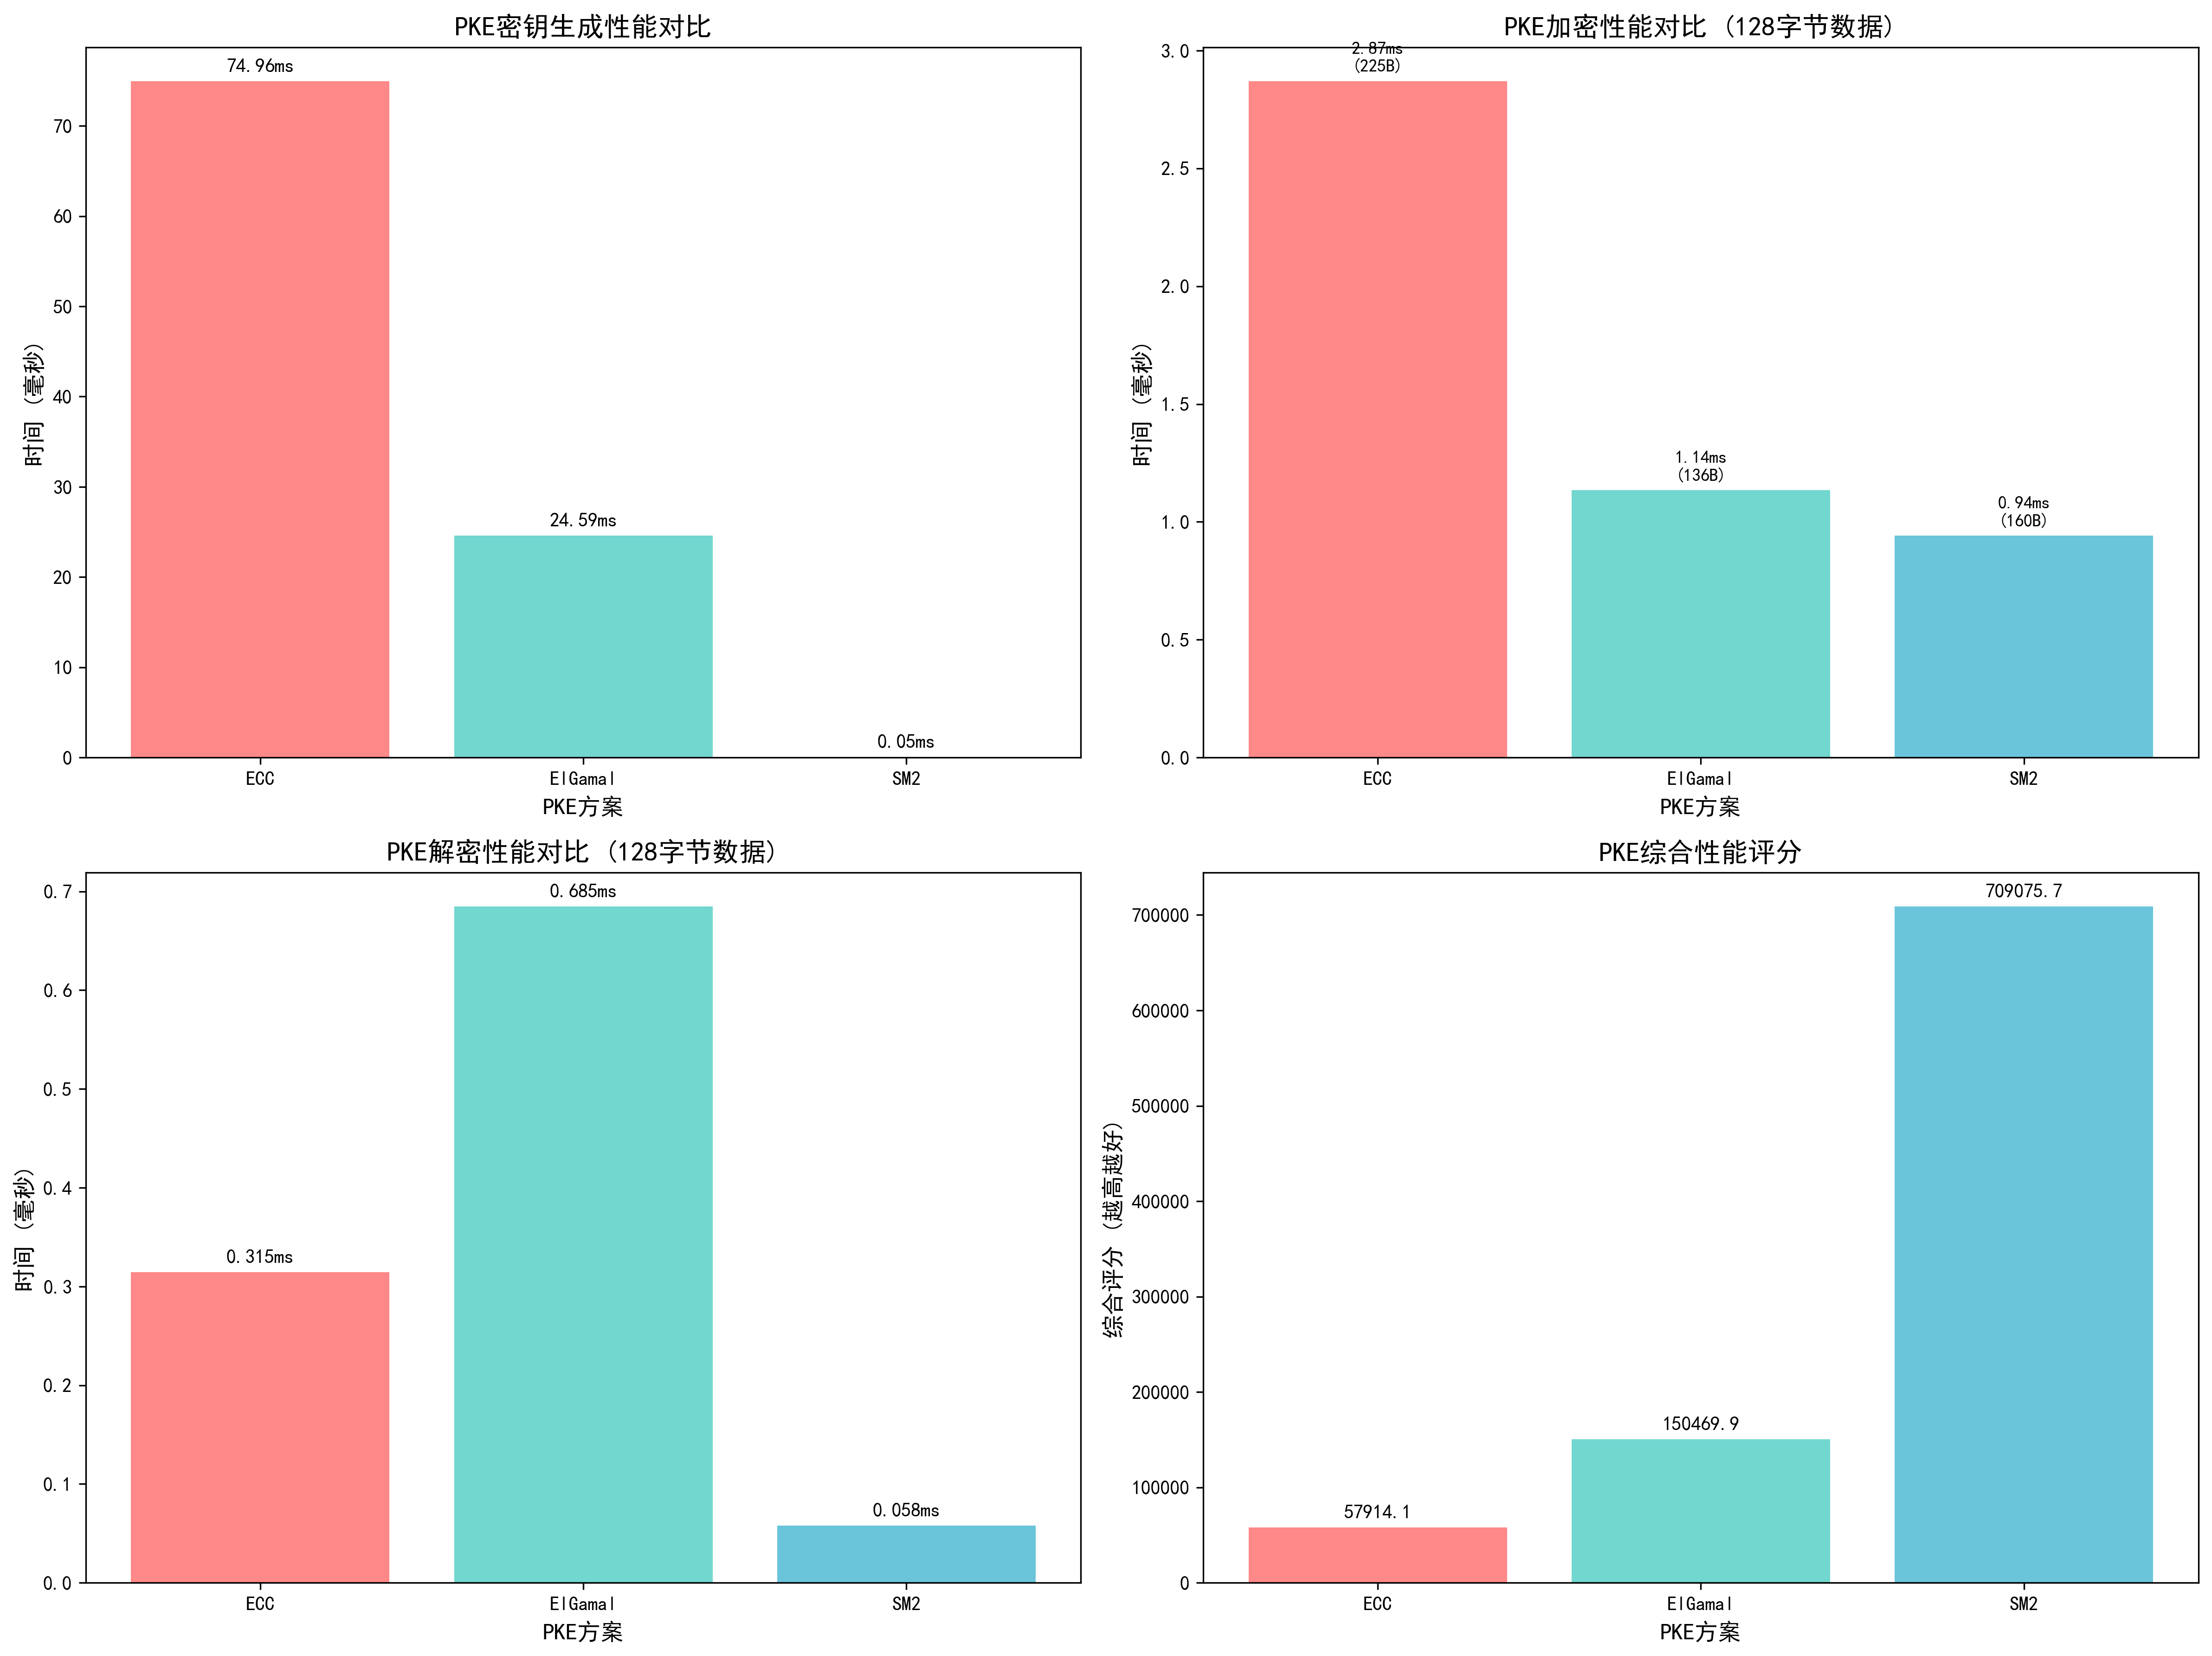 PKE密钥生成性能对比
时间 (毫秒)
70
60
50
40
30
20
10
0
74.96ms
24.59ms
0.05ms
ECC
ElGamal
SM2
PKE方案
PKE加密性能对比 (128字节数据)
时间 (毫秒)
3.0
2.5
2.0
1.5
1.0
0.5
0.0
2.87ms
(225B)
1.14ms
(136B)
0.94ms
(160B)
ECC
ElGamal
SM2
PKE方案
PKE解密性能对比 (128字节数据)
时间 (毫秒)
0.7
0.6
0.5
0.4
0.3
0.2
0.1
0.0
0.315ms
0.685ms
0.058ms
ECC
ElGamal
SM2
PKE方案
PKE综合性能评分
综合评分 (越高越好)
700000
600000
500000
400000
300000
200000
100000
0
57914.1
150469.9
709075.7
ECC
ElGamal
SM2
PKE方案